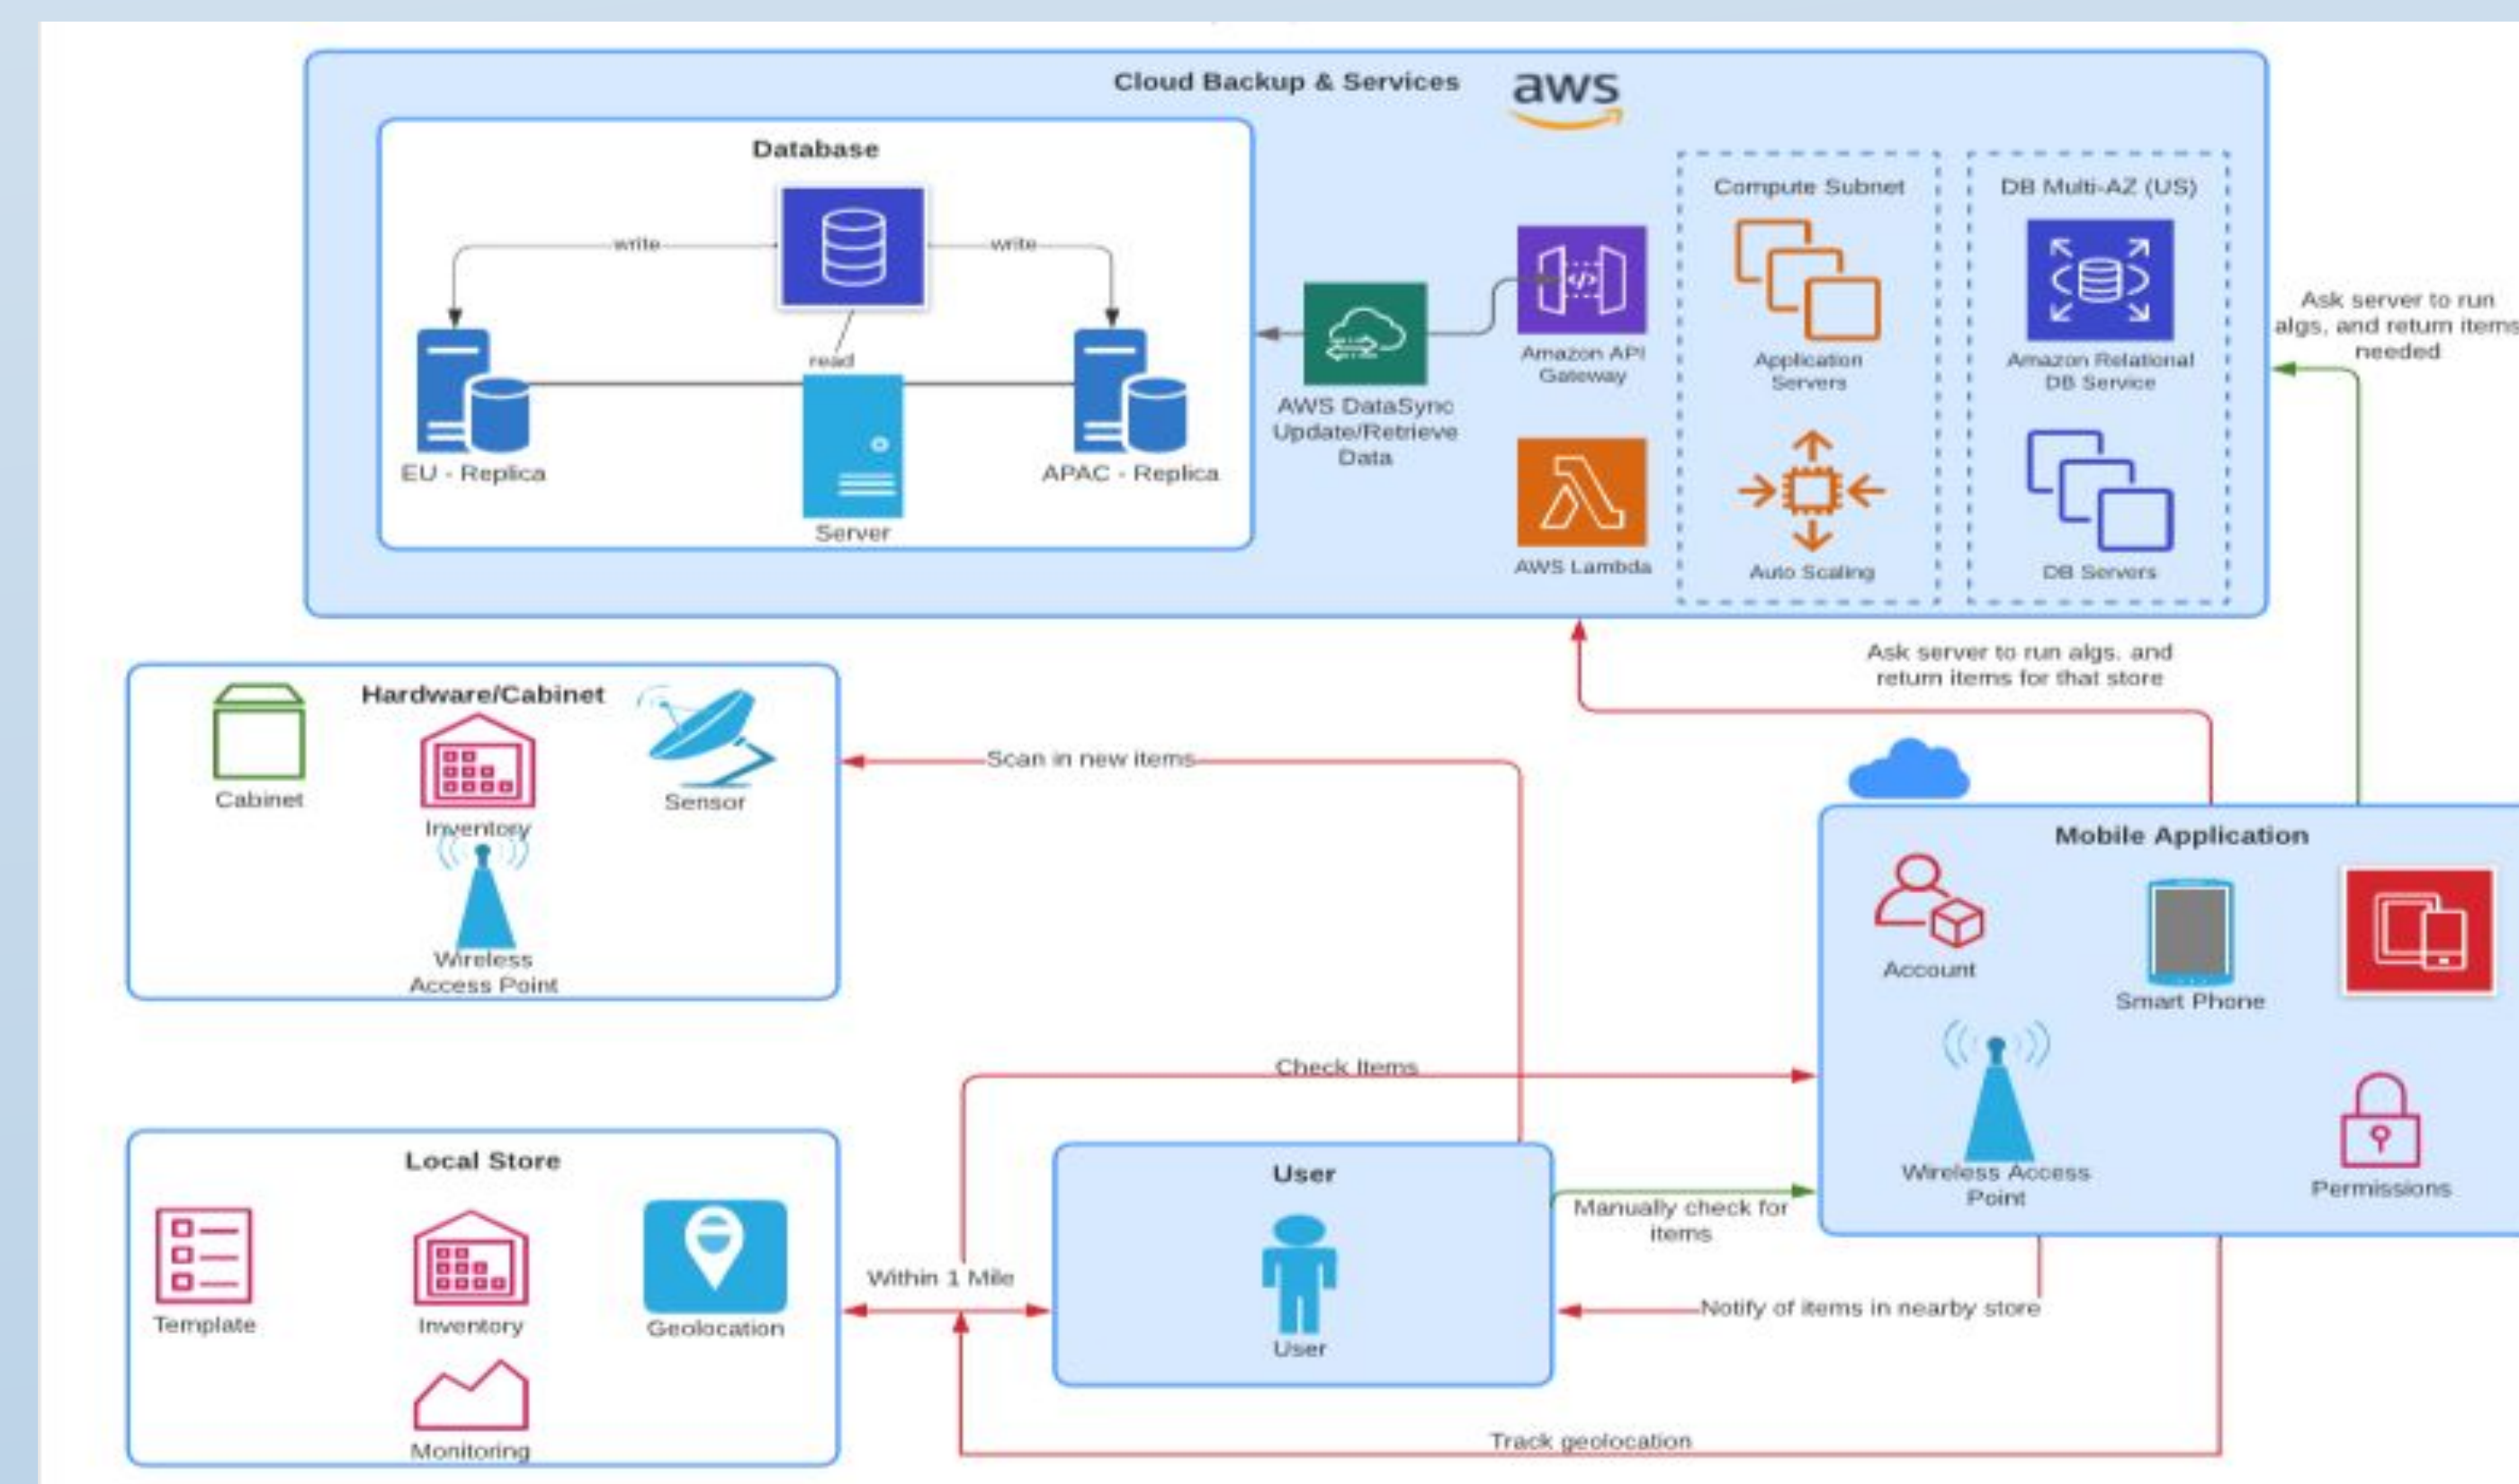 Cloud Backup & Services
aws
Database
write
write
read
EU - Replica
APAC - Replica
Server
AWS DataSync
Update/Retrieve
Data
Amazon API
Gateway
AWS Lambda
Compute Subnet
Application
Servers
Auto Scaling
DB Multi-AZ (US)
Amazon Relational
DB Service
DB Servers
Ask server to run
algs, and return items
needed
Ask server to run algs. and
return items for that store
Hardware/Cabinet
Cabinet
Inventory
Sensor
Wireless
Access Point
Scan in new items
Mobile Application
Account
Smart Phone
Wireless Access
Point
Permissions
Check Items
Local Store
Template
Inventory
Geolocation
Monitoring
Within 1 Mile
User
User
Manually check for
items
Notify of items in nearby store
Track geolocation